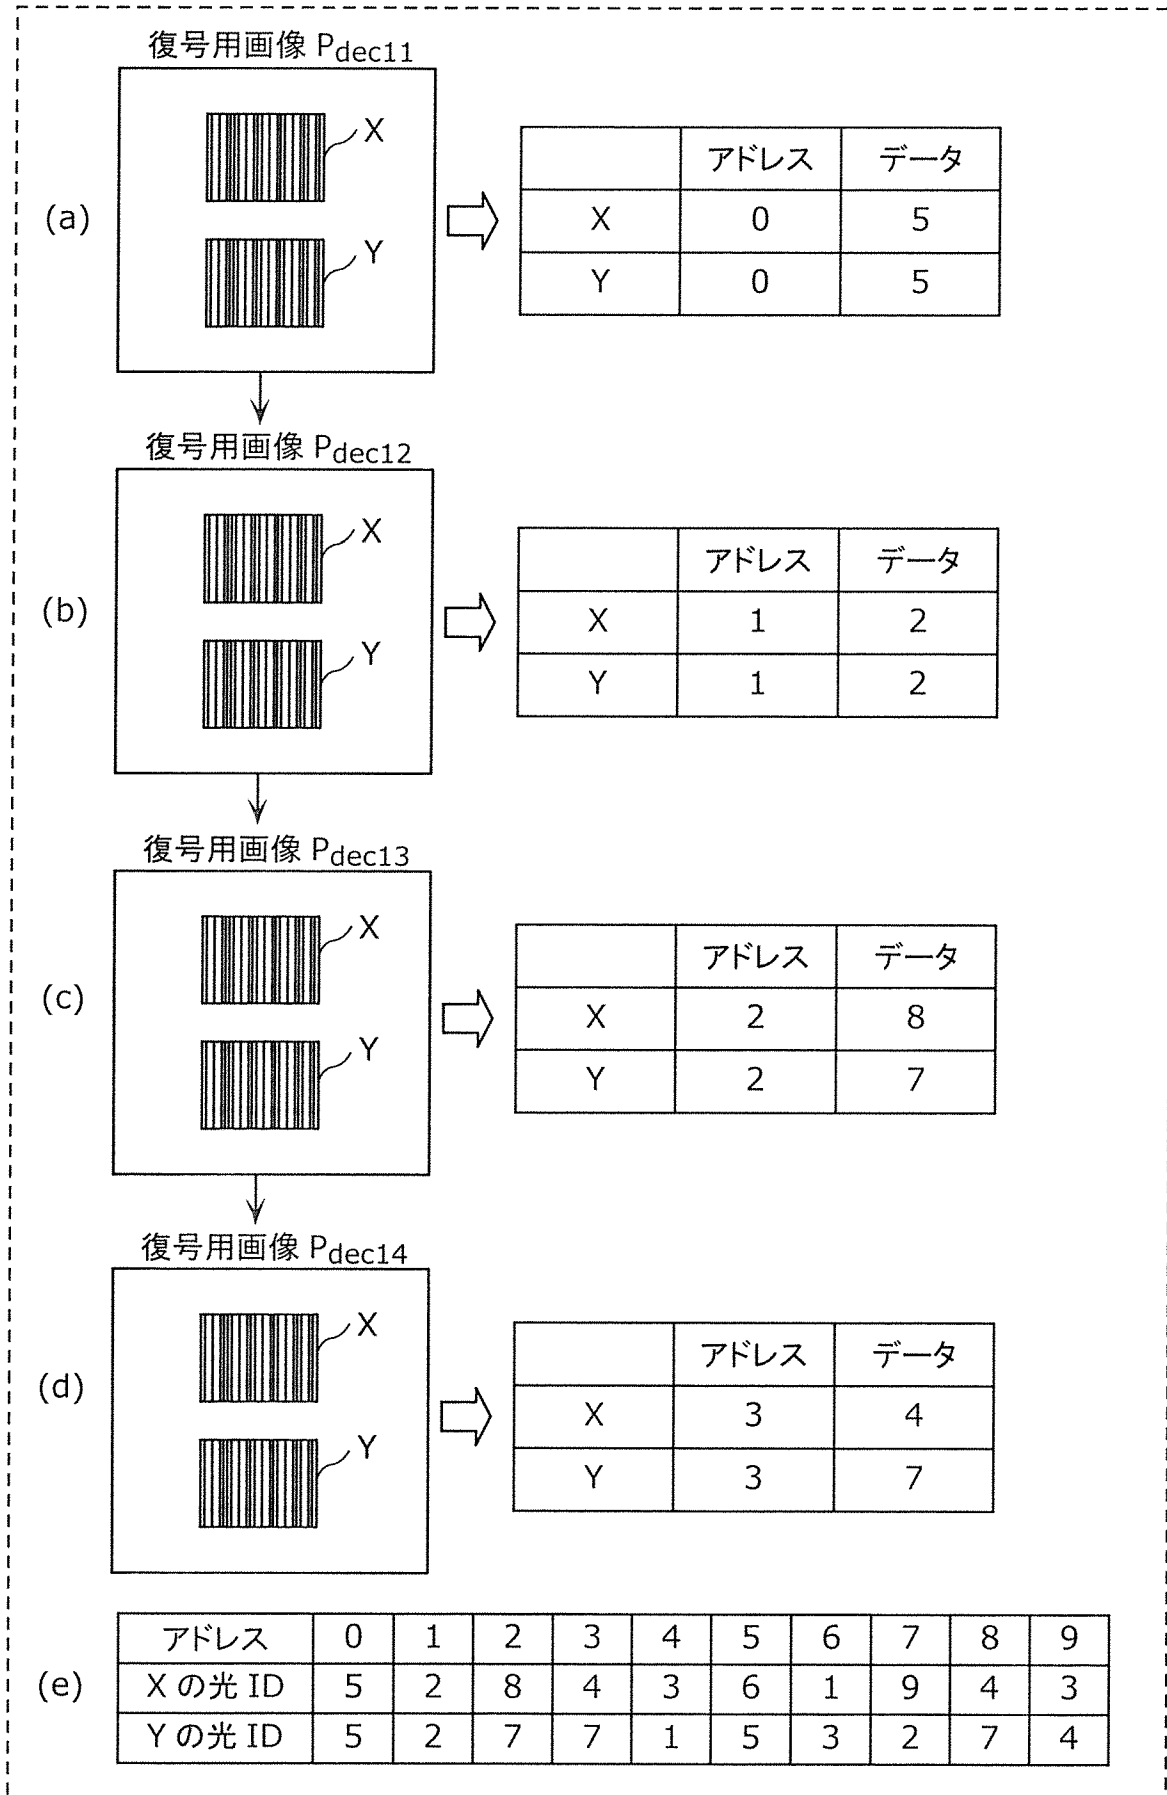 復号用画像 Pdec11
X
Y
(a)
アドレス データ
X 0 5
Y 0 5
復号用画像 Pdec12
X
Y
(b)
アドレス データ
X 1 2
Y 1 2
復号用画像 Pdec13
X
Y
(c)
アドレス データ
X 2 8
Y 2 7
復号用画像 Pdec14
X
Y
(d)
アドレス データ
X 3 4
Y 3 7
(e)
アドレス 0 1 2 3 4 5 6 7 8 9
X の光 ID 5 2 8 4 3 6 1 9 4 3
Y の光 ID 5 2 7 7 1 5 3 2 7 4